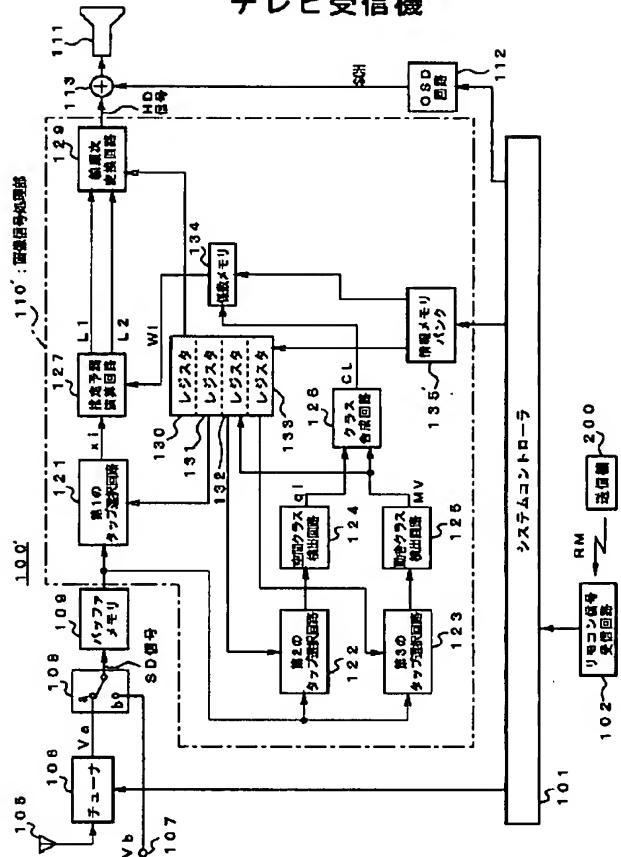 テレビ受信機
100'
110':画像信号処理部
105
106
チューナ
Va
Vb
107
108
a
b
SD信号
109
バッファ
メモリ
121
第1の
タップ選択回路
xi
127
推定予測
演算回路
L1
L2
129
線順次
変換回路
HD
信号
113
111
Wi
134
係数メモリ
130
131
132
133
レジスタ
レジスタ
レジスタ
レジスタ
122
第2の
タップ選択回路
123
第3の
タップ選択回路
124
空間クラス
検出回路
qi
125
動きクラス
検出回路
MV
126
クラス
合成回路
CL
135'
情報メモリ
バンク
SCH
OSD
回路
112
システムコントローラ
101
102
リモコン信号
受信回路
RM
200
送信機